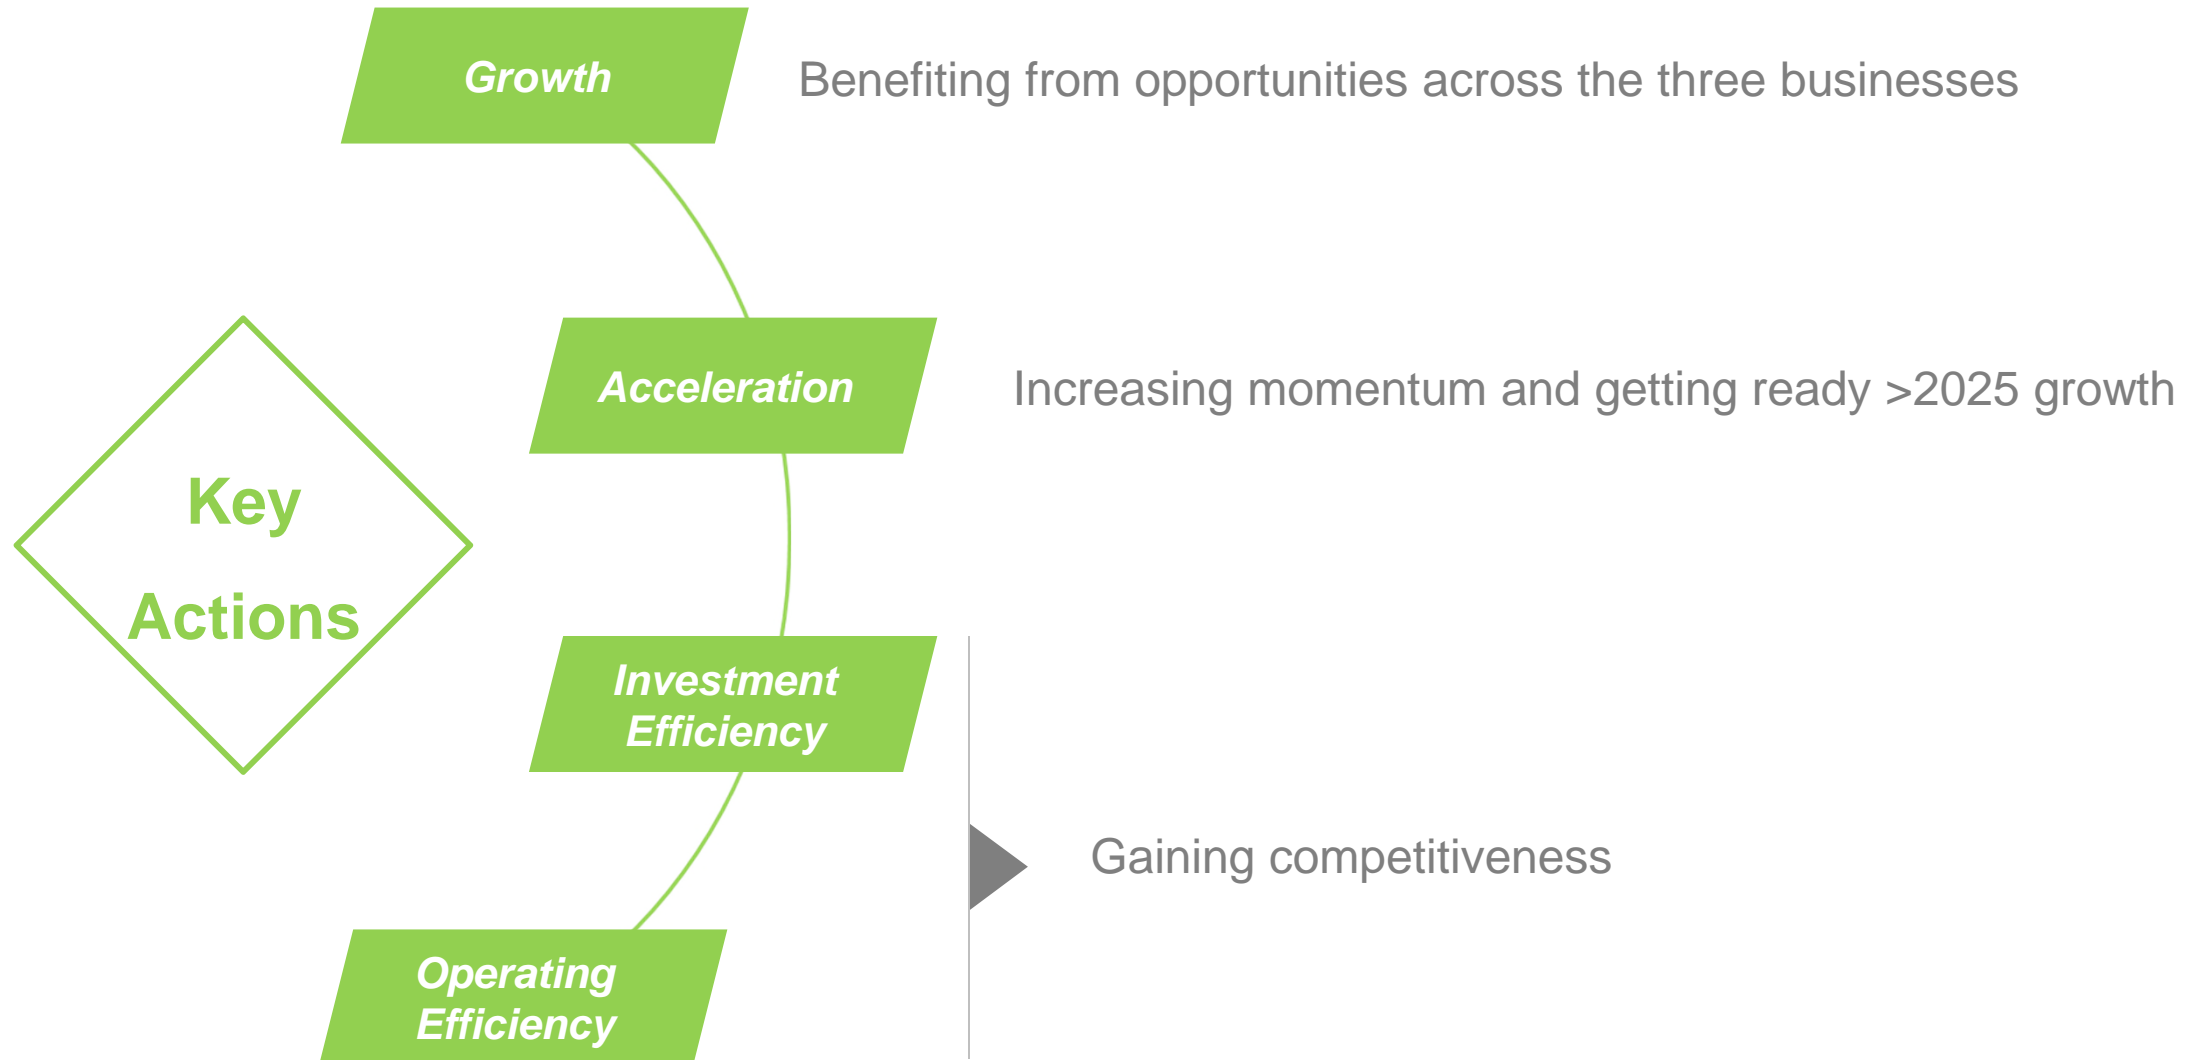 Growth
Benefiting from opportunities across the three businesses
Acceleration
Increasing momentum and getting ready >2025 growth
Key
Actions
Investment
Efficiency
Gaining competitiveness
Operating
Efficiency